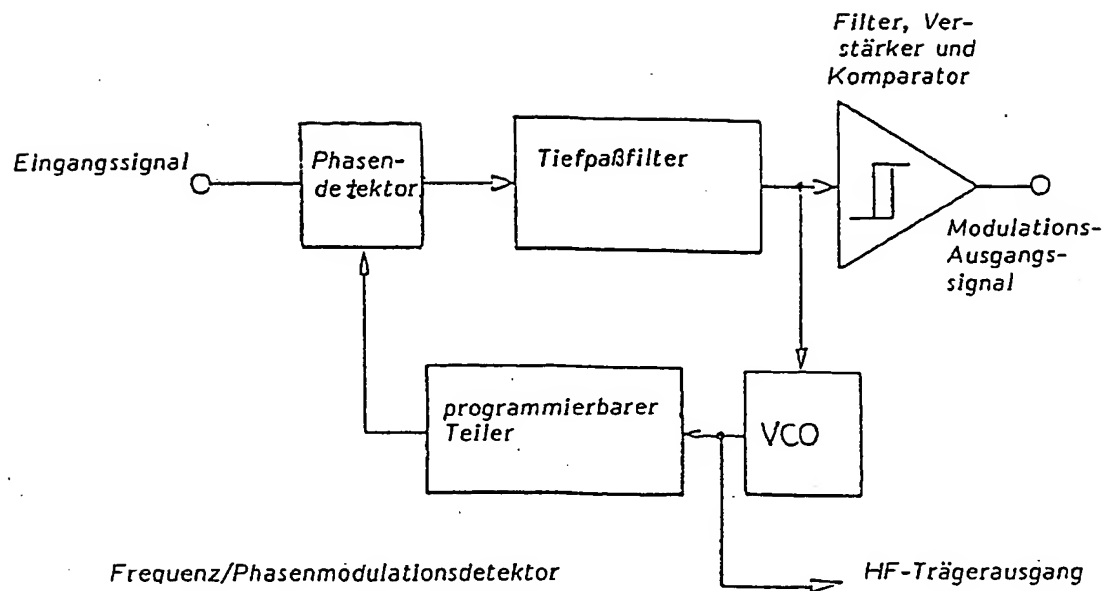 Filter, Ver-
stärker und
Komparator
Eingangssignal
Phasen-
detektor
Tiefpaßfilter
Modulations-
Ausgangs-
signal
programmierbarer
Teiler
VCO
Frequenz/Phasenmodulationsdetektor
HF-Trägerausgang